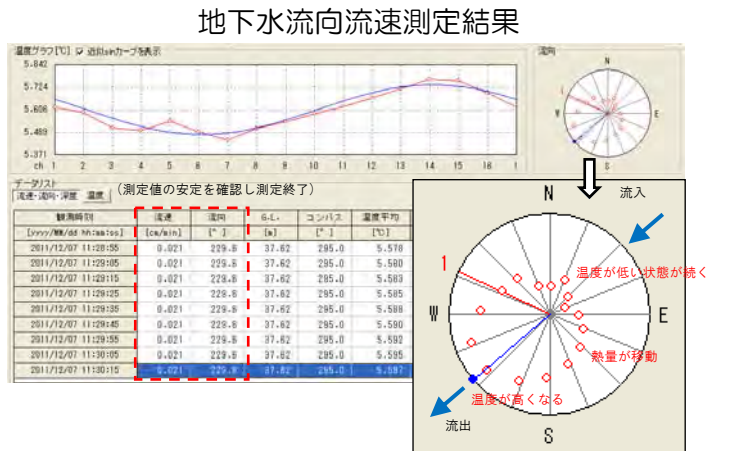 地下水流向流速測定結果
温度グラフ[℃] 近似sinカーブを表示
流向
5.842
5.724
5.606
5.489
5.371
ch 1 2 3 4 5 6 7 8 9 10 11 12 13 14 15 16 1
N
1
W
E
S
データリスト
流速・流向・深度 温度
(測定値の安定を確認し測定終了)
観測時刻 流速 流向 G.L. コンパス 温度平均
[yyyy/MM/dd hh:mm:ss] [cm/min] [° ] [m] [° ] [℃]
2011/12/07 11:28:55 0.021 229.8 37.62 295.0 5.578
2011/12/07 11:29:05 0.021 229.8 37.62 295.0 5.580
2011/12/07 11:29:15 0.021 229.8 37.62 295.0 5.583
2011/12/07 11:29:25 0.021 229.8 37.62 295.0 5.585
2011/12/07 11:29:35 0.021 229.8 37.62 295.0 5.588
2011/12/07 11:29:45 0.021 229.8 37.62 295.0 5.590
2011/12/07 11:29:55 0.021 229.8 37.62 295.0 5.592
2011/12/07 11:30:05 0.021 229.8 37.62 295.0 5.595
2011/12/07 11:30:15 0.021 229.8 37.62 295.0 5.597
N
流入
1
温度が低い状態が続く
W
E
熱量が移動
温度が高くなる
流出
S